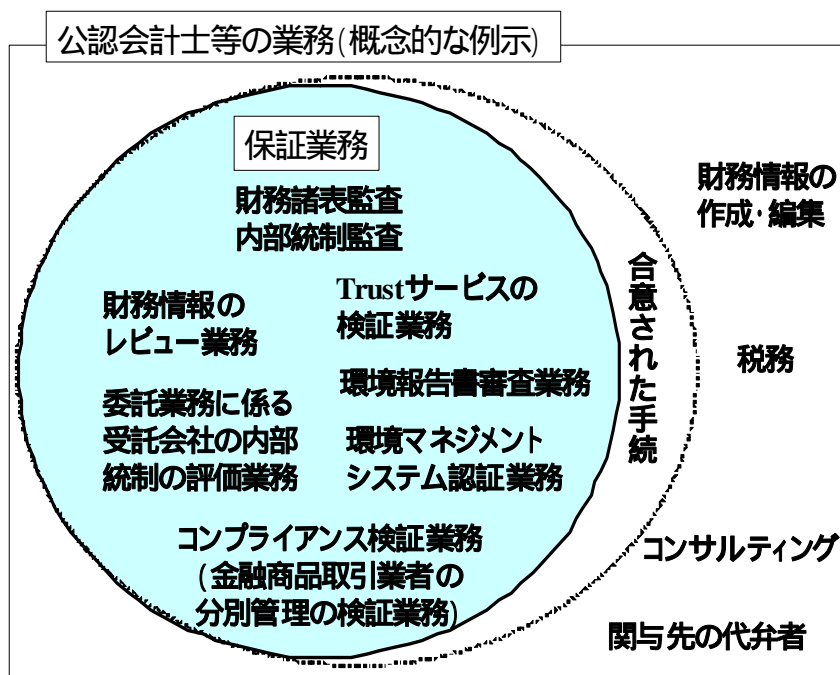 公認会計士等の業務(概念的な例示)
保証業務
財務諸表監査
内部統制監査
財務情報の
レビュー業務
Trustサービスの
検証業務
環境報告書審査業務
委託業務に係る
受託会社の内部
統制の評価業務
環境マネジメント
システム認証業務
コンプライアンス検証業務
(金融商品取引業者の
分別管理の検証業務)
合意された手続
財務情報の
作成・編集
税務
コンサルティング
関与先の代弁者